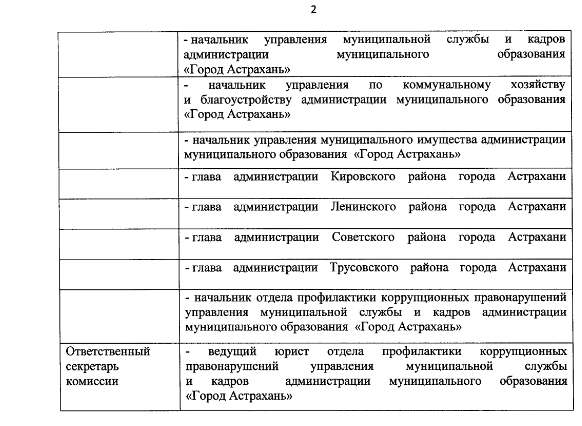 2
- начальник управления муниципальной службы и кадров
администрации муниципального образования
«Город Астрахань»
- начальник управления по коммунальному хозяйству
и благоустройству администрации муниципального образования
«Город Астрахань»
- начальник управления муниципального имущества администрации
муниципального образования «Город Астрахань»
- глава администрации Кировского района города Астрахани
- глава администрации Ленинского района города Астрахани
- глава администрации Советского района города Астрахани
- глава администрации Трусовского района города Астрахани
- начальник отдела профилактики коррупционных правонарушений
управления муниципальной службы и кадров администрации
муниципального образования «Город Астрахань»
Ответственный
секретарь
комиссии
- ведущий юрист отдела профилактики коррупционных
правонарушений управления муниципальной службы
и кадров администрации муниципального образования
«Город Астрахань»